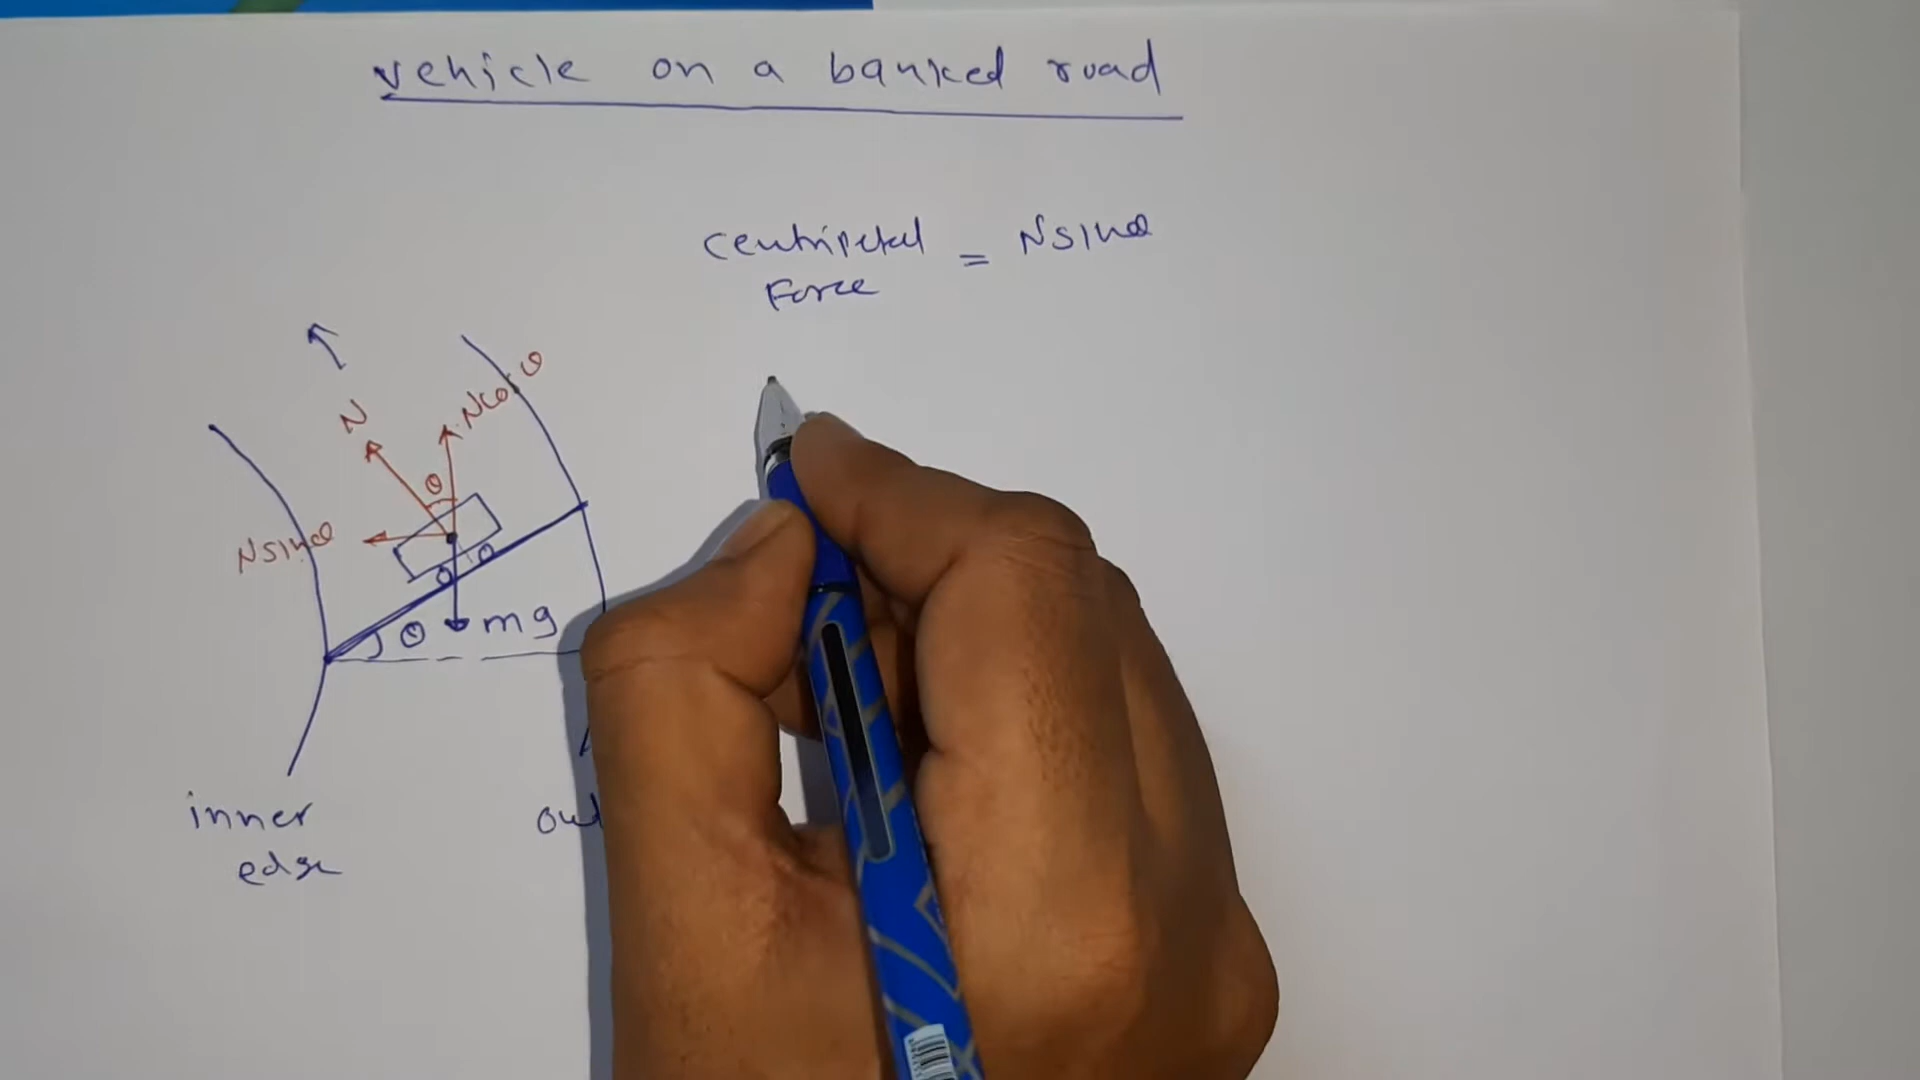 vehicle on a banked road
centripetal = Nsinθ
Force
N
Ncosθ
θ
Nsinθ
θ
mg
inner
edge